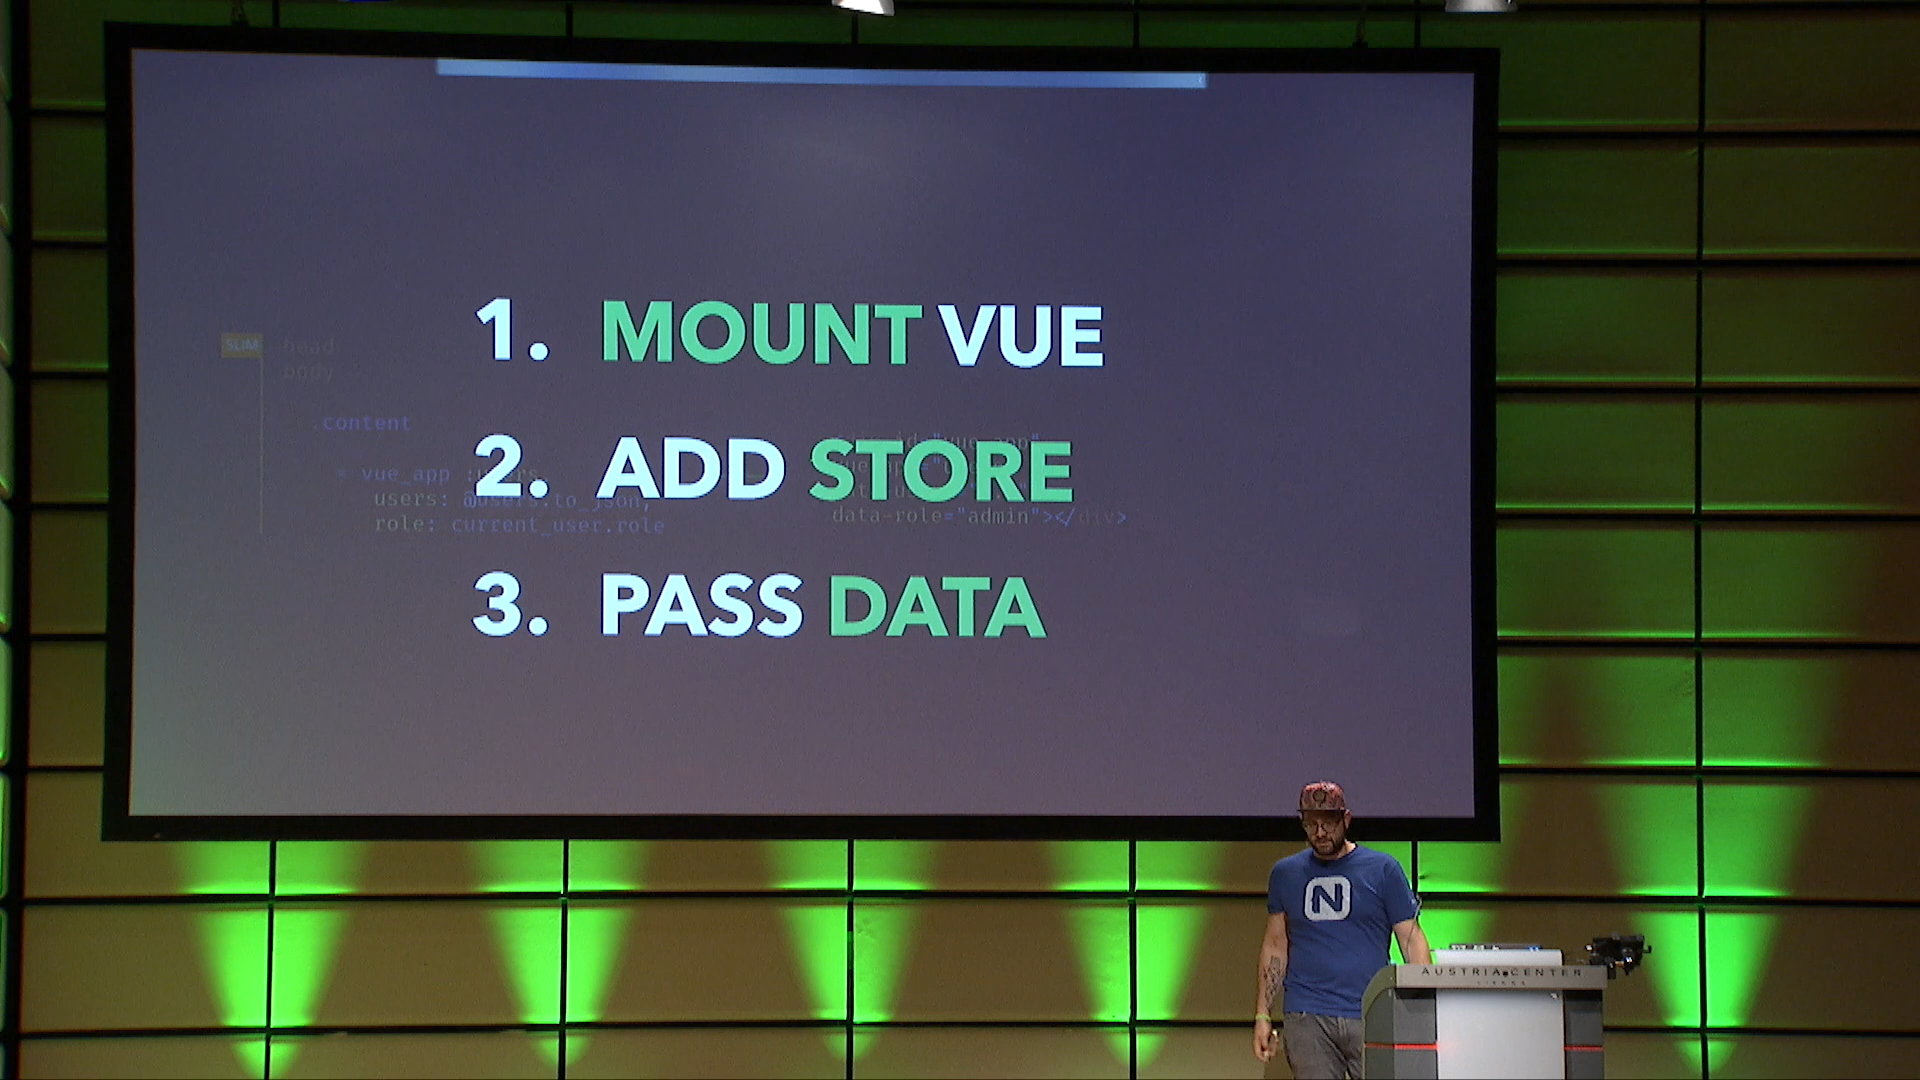 1. MOUNT VUE
2. ADD STORE
3. PASS DATA
SLIM
head
body
content
= vue_app :users,
users: @users.to_json,
role: current_user.role
data-role="admin"></div>
N
AUSTRIA CENTER